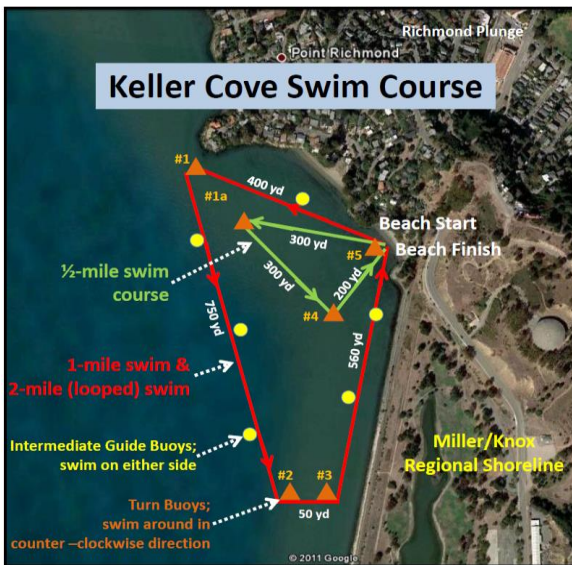 Richmond Plunge
Point Richmond
Keller Cove Swim Course
#1
#1a
400 yd
Beach Start
Beach Finish
300 yd
#5
½-mile swim
course
300 yd
200 yd
#4
750 yd
560 yd
1-mile swim &
2-mile (looped) swim
Intermediate Guide Buoys;
swim on either side
Miller/Knox
Regional Shoreline
#2
#3
Turn Buoys;
swim around in
counter –clockwise direction
50 yd
© 2011 Google